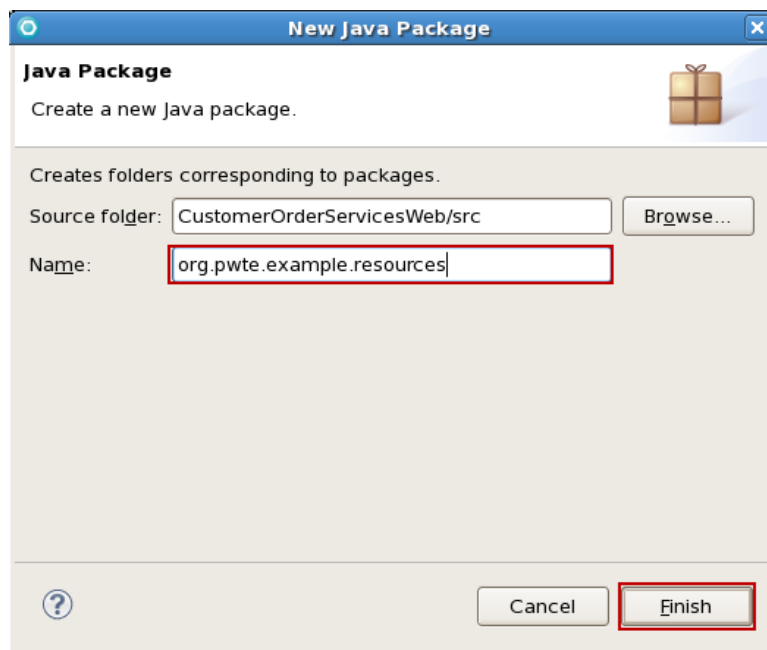 New Java Package
Java Package
Create a new Java package.
Creates folders corresponding to packages.
Source folder: CustomerOrderServicesWeb/src Browse...
Name: org.pwte.example.resources
? Cancel Finish